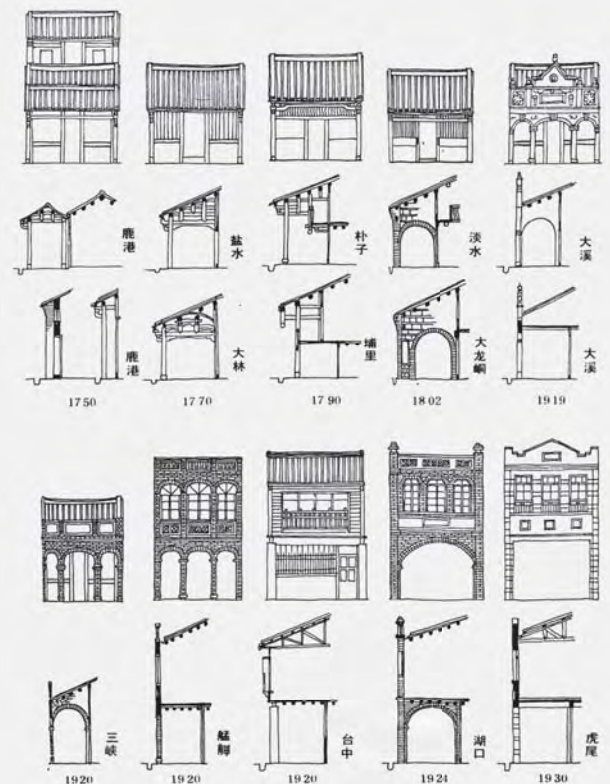 鹿港
盐水
朴子
淡水
大溪
鹿港
大林
埔里
大龙峒
大溪
1750
1770
1790
1802
1919
三峡
艋舺
台中
湖口
虎尾
1920
1920
1920
1924
1930